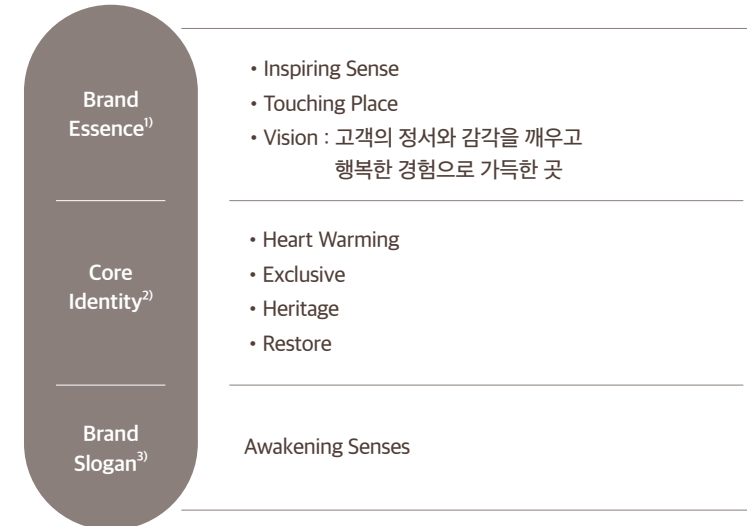 Brand
Essence1)
• Inspiring Sense
• Touching Place
• Vision : 고객의 정서와 감각을 깨우고
행복한 경험으로 가득한 곳
Core
Identity2)
• Heart Warming
• Exclusive
• Heritage
• Restore
Brand
Slogan3)
Awakening Senses